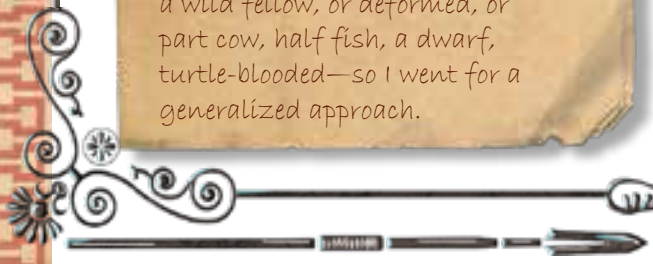 a wild fellow, or deformed, or
part cow, half fish, a dwarf,
turtle-blooded—so I went for a
generalized approach.